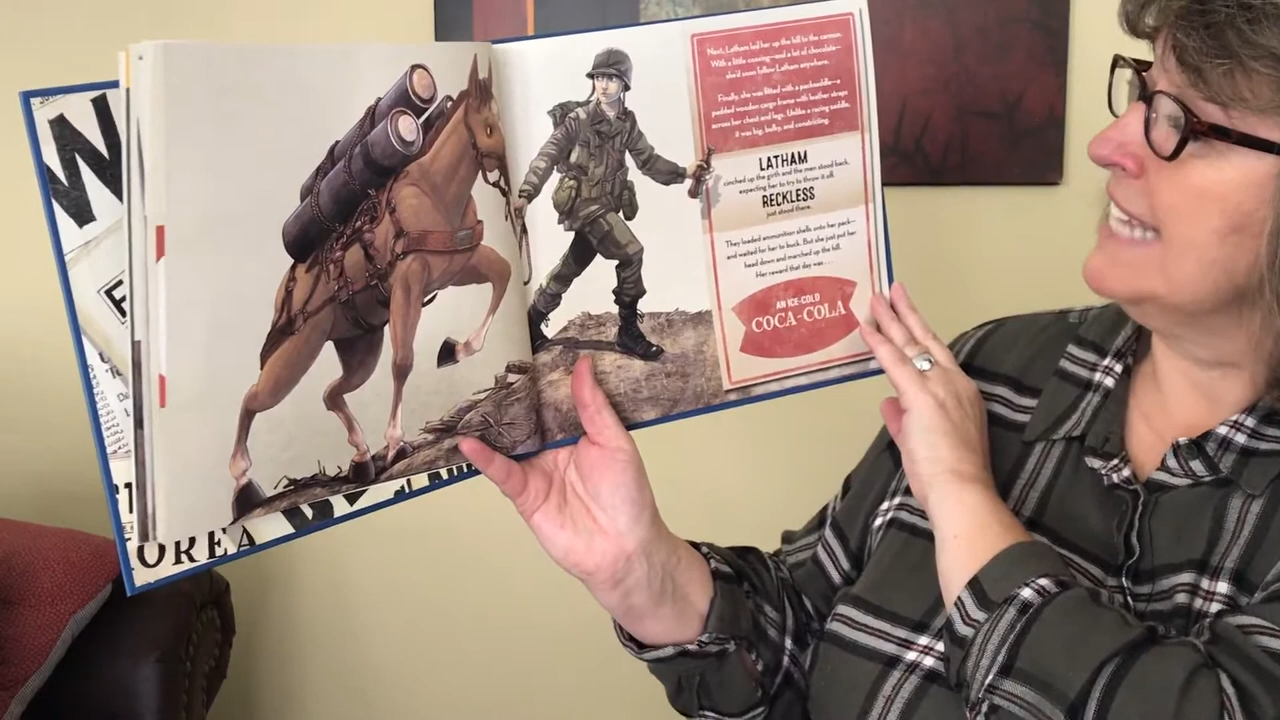 W
OREA
Next, Latham led her up the hill to the cannon.
With a little coaxing—and a lot of chocolate—
she'd soon follow Latham anywhere.
Finally, she was fitted with a packsaddle—a
padded wooden cargo frame with leather straps
across her chest and legs. Unlike a racing saddle,
it was big, bulky, and constricting.
LATHAM
cinched up the girth and the men stood back,
expecting her to try to throw it off.
RECKLESS
just stood there.
They loaded ammunition shells onto her pack—
and waited for her to buck. But she just put her
head down and marched up the hill.
Her reward that day was . . .
AN ICE-COLD
COCA-COLA